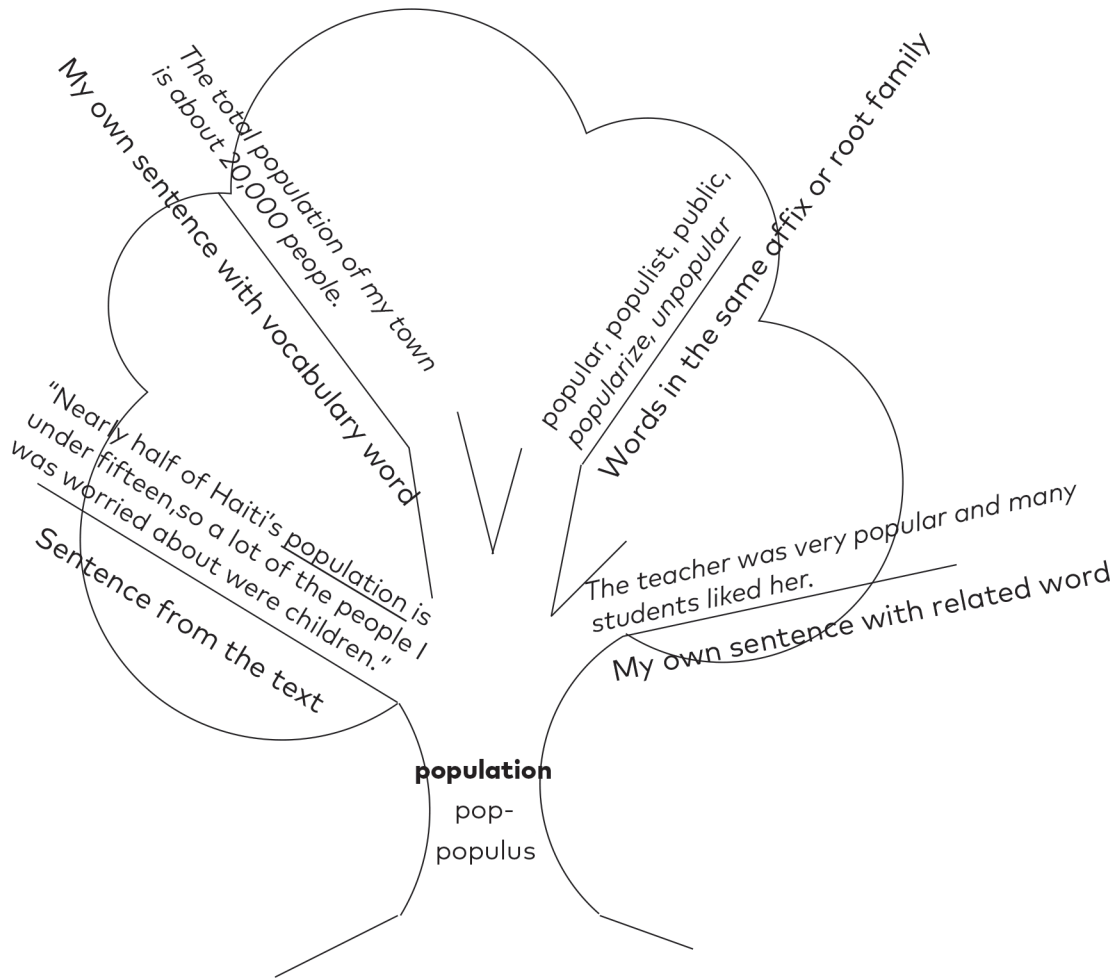 The total population of my town
is about 20,000 people.
My own sentence with vocabulary word
popular, populist, public,
popularize, unpopular
Words in the same affix or root family
"Nearly half of Haiti's population is
under fifteen,so a lot of the people I
was worried about were children."
Sentence from the text
The teacher was very popular and many
students liked her.
My own sentence with related word
population
pop-
populus